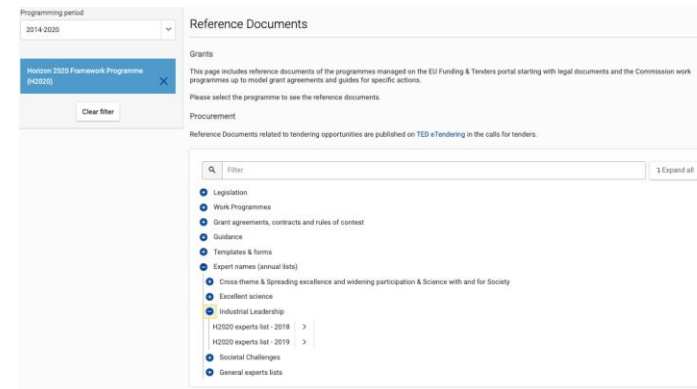 Programming period
2014-2020
Horizon 2020 Framework Programme
(H2020)
Clear filter
Reference Documents
Grants
This page includes reference documents of the programmes managed on the EU Funding & Tenders portal starting with legal documents and the Commission work
programmes up to model grant agreements and guides for specific actions.
Please select the programme to see the reference documents.
Procurement
Reference Documents related to tendering opportunities are published on TED eTendering in the calls for tenders.
Filter
Expand all
Legislation
Work Programmes
Grant agreements, contracts and rules of contest
Guidance
Templates & forms
Expert names (annual lists)
Cross-theme & Spreading excellence and widening participation & Science with and for Society
Excellent science
Industrial Leadership
H2020 experts list - 2018
H2020 experts list - 2019
Societal Challenges
General experts lists